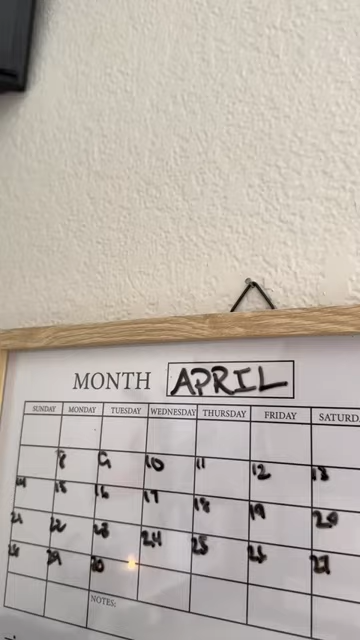 MONTH APRIL
SUNDAY MONDAY TUESDAY WEDNESDAY THURSDAY FRIDAY SATURD
8 9 10 11 12 13
14 15 16 17 18 19 20
21 22 23 24 25 26 27
28 29 30
NOTES: